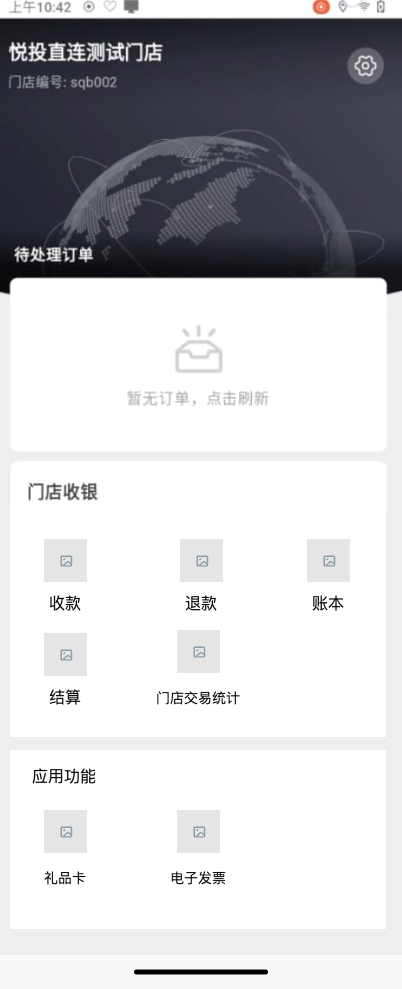 上午10:42
悦投直连测试门店
门店编号: sqb002
待处理订单
暂无订单，点击刷新
门店收银
收款 退款 账本
结算 门店交易统计
应用功能
礼品卡 电子发票